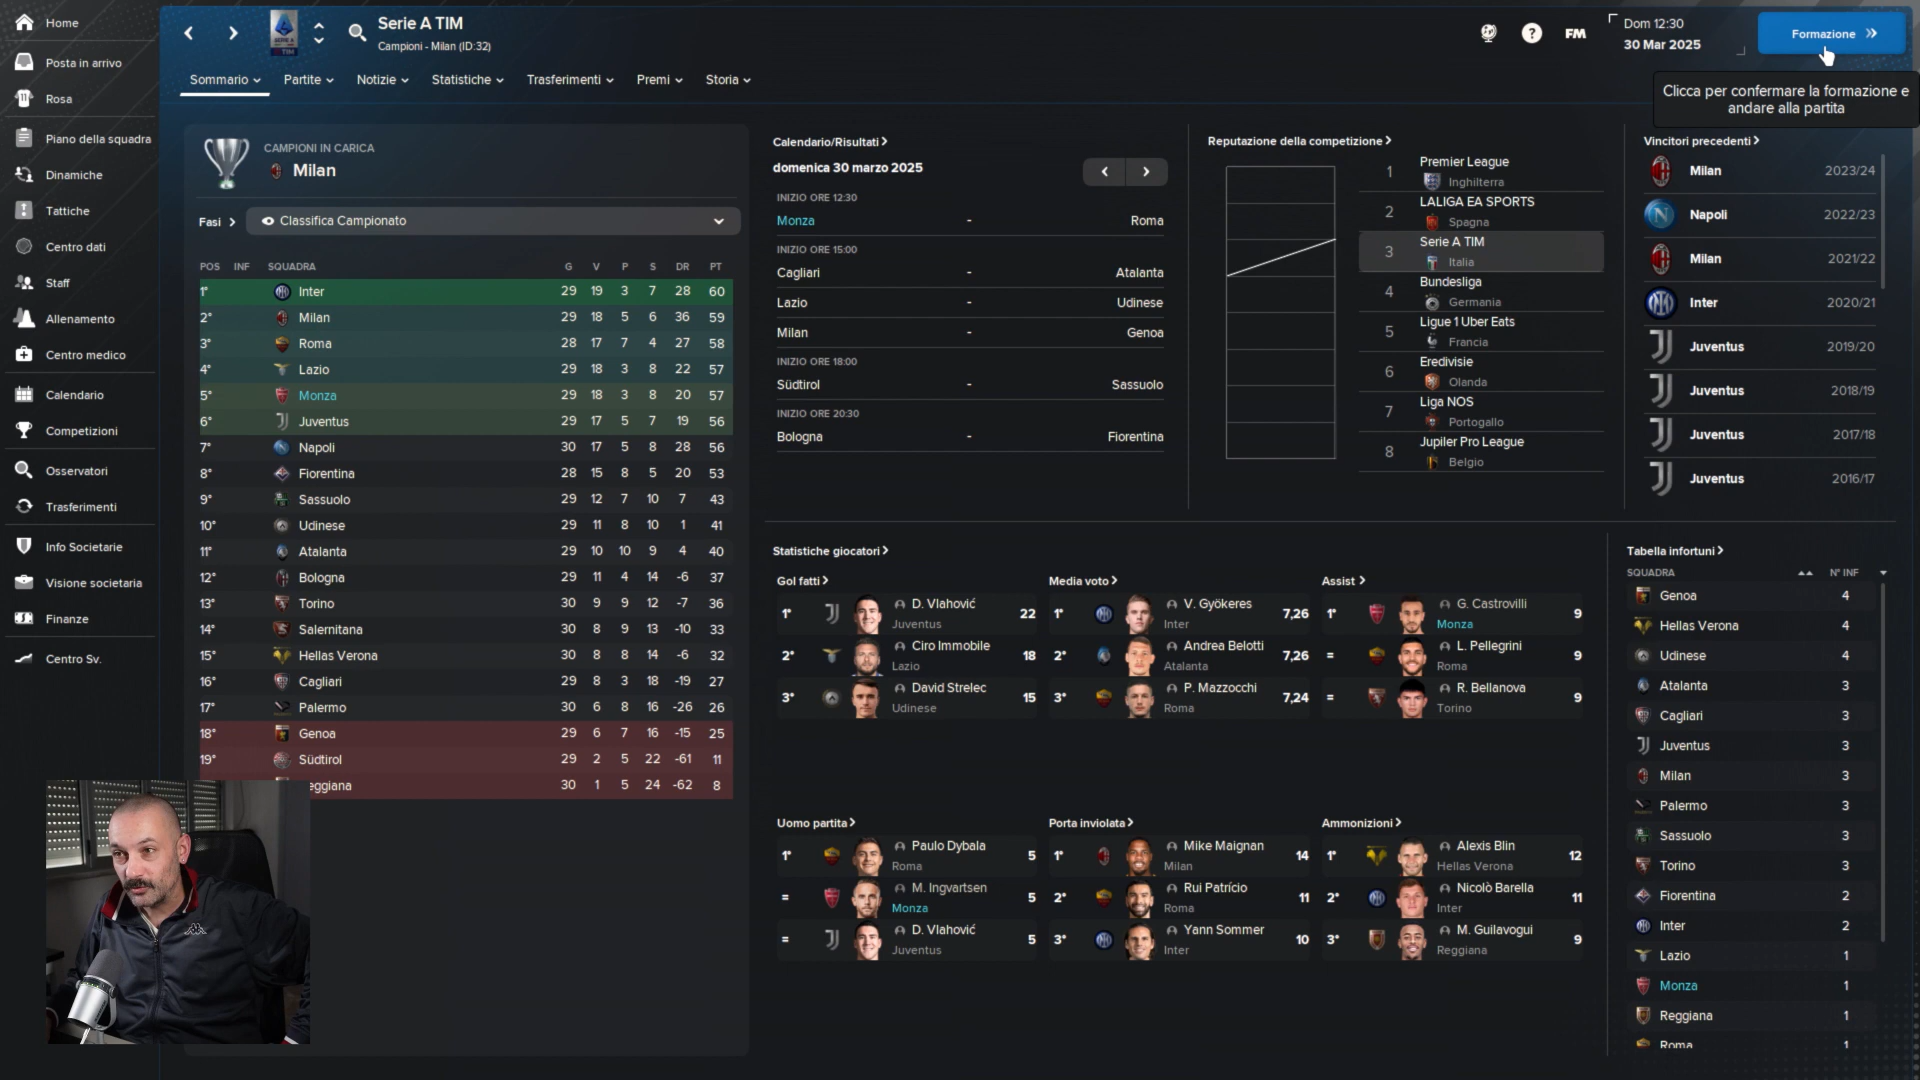 Home
Posta in arrivo
Rosa
Piano della squadra
Dinamiche
Tattiche
Centro dati
Staff
Allenamento
Centro medico
Calendario
Competizioni
Osservatori
Trasferimenti
Info Societarie
Visione societaria
Finanze
Centro Sv.
Serie A TIM
Campioni - Milan (ID:32)
FM
Dom 12:30
30 Mar 2025
Formazione
Clicca per confermare la formazione e
andare alla partita
Sommario Partite Notizie Statistiche Trasferimenti Premi Storia
CAMPIONI IN CARICA
Milan
Fasi Classifica Campionato
POS INF SQUADRA G V P S DR PT
1° Inter 29 19 3 7 28 60
2° Milan 29 18 5 6 36 59
3° Roma 28 17 7 4 27 58
4° Lazio 29 18 3 8 22 57
5° Monza 29 18 3 8 20 57
6° Juventus 29 17 5 7 19 56
7° Napoli 30 17 5 8 28 56
8° Fiorentina 28 15 8 5 20 53
9° Sassuolo 29 12 7 10 7 43
10° Udinese 29 11 8 10 1 41
11° Atalanta 29 10 10 9 4 40
12° Bologna 29 11 4 14 -6 37
13° Torino 30 9 9 12 -7 36
14° Salernitana 30 8 9 13 -10 33
15° Hellas Verona 30 8 8 14 -6 32
16° Cagliari 29 8 3 18 -19 27
17° Palermo 30 6 8 16 -26 26
18° Genoa 29 6 7 16 -15 25
19° Südtirol 29 2 5 22 -61 11
eggiana 30 1 5 24 -62 8
Calendario/Risultati
domenica 30 marzo 2025
INIZIO ORE 12:30
Monza - Roma
INIZIO ORE 15:00
Cagliari - Atalanta
Lazio - Udinese
Milan - Genoa
INIZIO ORE 18:00
Südtirol - Sassuolo
INIZIO ORE 20:30
Bologna - Fiorentina
Reputazione della competizione
1 Premier League
Inghilterra
2 LALIGA EA SPORTS
Spagna
3 Serie A TIM
Italia
4 Bundesliga
Germania
5 Ligue 1 Uber Eats
Francia
6 Eredivisie
Olanda
7 Liga NOS
Portogallo
8 Jupiler Pro League
Belgio
Vincitori precedenti
Milan 2023/24
Napoli 2022/23
Milan 2021/22
Inter 2020/21
Juventus 2019/20
Juventus 2018/19
Juventus 2017/18
Juventus 2016/17
Statistiche giocatori
Gol fatti
1° D. Vlahović 22
Juventus
2° Ciro Immobile 18
Lazio
3° David Strelec 15
Udinese
Media voto
1° V. Gyökeres 7,26
Inter
2° Andrea Belotti 7,26
Atalanta
3° P. Mazzocchi 7,24
Roma
Assist
1° G. Castrovilli 9
Monza
= L. Pellegrini 9
Roma
= R. Bellanova 9
Torino
Uomo partita
1° Paulo Dybala 5
Roma
= M. Ingvartsen 5
Monza
= D. Vlahović 5
Juventus
Porta inviolata
1° Mike Maignan 14
Milan
2° Rui Patrício 11
Roma
3° Yann Sommer 10
Inter
Ammonizioni
1° Alexis Blin 12
Hellas Verona
2° Nicolò Barella 11
Inter
3° M. Guilavogui 9
Reggiana
Tabella infortuni
SQUADRA N° INF
Genoa 4
Hellas Verona 4
Udinese 4
Atalanta 3
Cagliari 3
Juventus 3
Milan 3
Palermo 3
Sassuolo 3
Torino 3
Fiorentina 2
Inter 2
Lazio 1
Monza 1
Reggiana 1
Roma 1